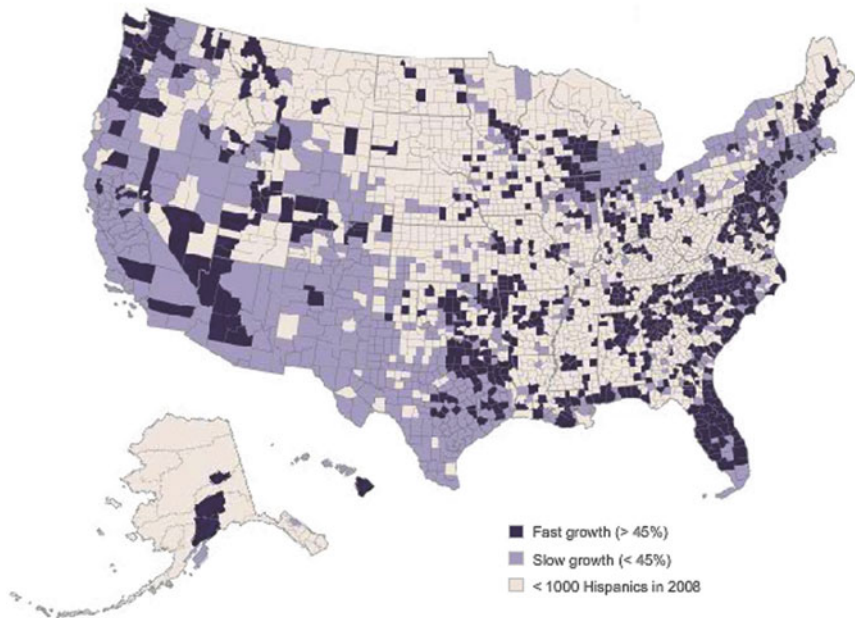 Fast growth (> 45%)
Slow growth (< 45%)
< 1000 Hispanics in 2008